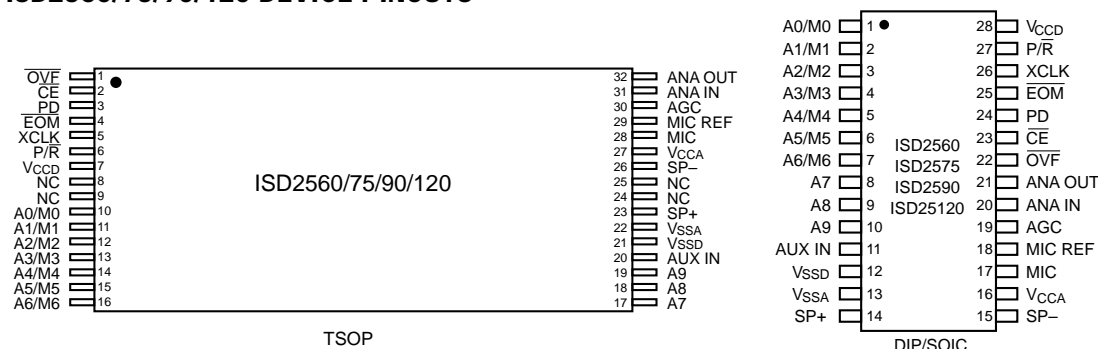 ISD2560/75/90/120 DEVICE PINOUTS
OVF 1
CE 2
PD 3
EOM 4
XCLK 5
P/R 6
VCCD 7
NC 8
NC 9
A0/M0 10
A1/M1 11
A2/M2 12
A3/M3 13
A4/M4 14
A5/M5 15
A6/M6 16
ISD2560/75/90/120
32 ANA OUT
31 ANA IN
30 AGC
29 MIC REF
28 MIC
27 VCCA
26 SP–
25 NC
24 NC
23 SP+
22 VSSA
21 VSSD
20 AUX IN
19 A9
18 A8
17 A7
TSOP
A0/M0 1
A1/M1 2
A2/M2 3
A3/M3 4
A4/M4 5
A5/M5 6
A6/M6 7
A7 8
A8 9
A9 10
AUX IN 11
VSSD 12
VSSA 13
SP+ 14
ISD2560
ISD2575
ISD2590
ISD25120
28 VCCD
27 P/R
26 XCLK
25 EOM
24 PD
23 CE
22 OVF
21 ANA OUT
20 ANA IN
19 AGC
18 MIC REF
17 MIC
16 VCCA
15 SP–
DIP/SOIC